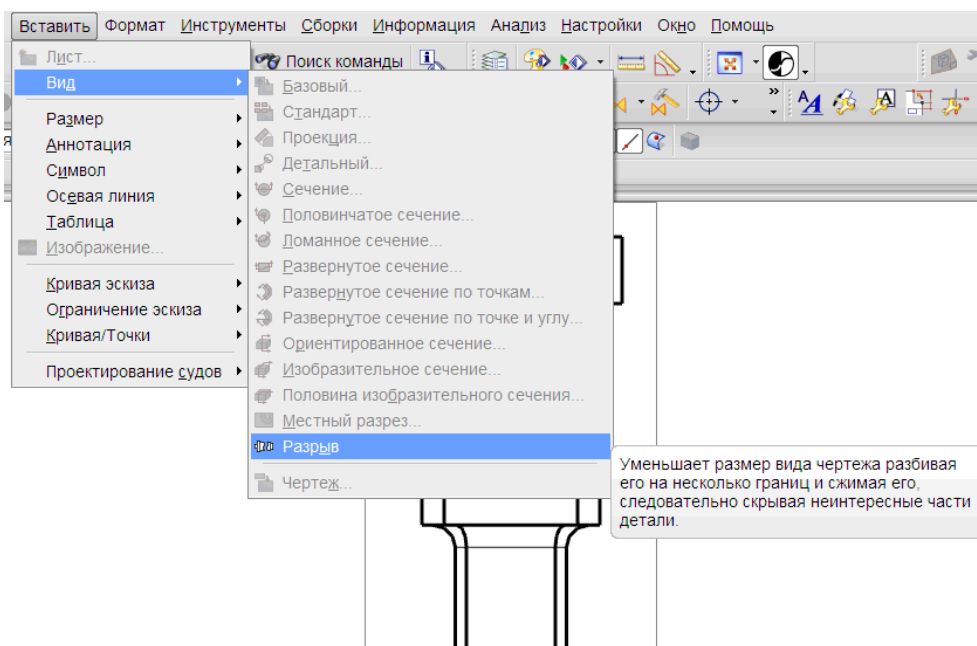 Вставить Формат Инструменты Сборки Информация Анализ Настройки Окно Помощь
Лист...
Вид
Размер
Аннотация
Символ
Осевая линия
Таблица
Изображение...
Кривая эскиза
Ограничение эскиза
Кривая/Точки
Проектирование судов
Поиск команды
Базовый...
Стандарт...
Проекция...
Детальный...
Сечение...
Половинчатое сечение...
Ломанное сечение...
Развернутое сечение...
Развернутое сечение по точкам...
Развернутое сечение по точке и углу...
Ориентированное сечение...
Изобразительное сечение...
Половина изобразительного сечения...
Местный разрез...
Разрыв
Чертеж...
Уменьшает размер вида чертежа разбивая
его на несколько границ и сжимая его,
следовательно скрывая неинтересные части
детали.